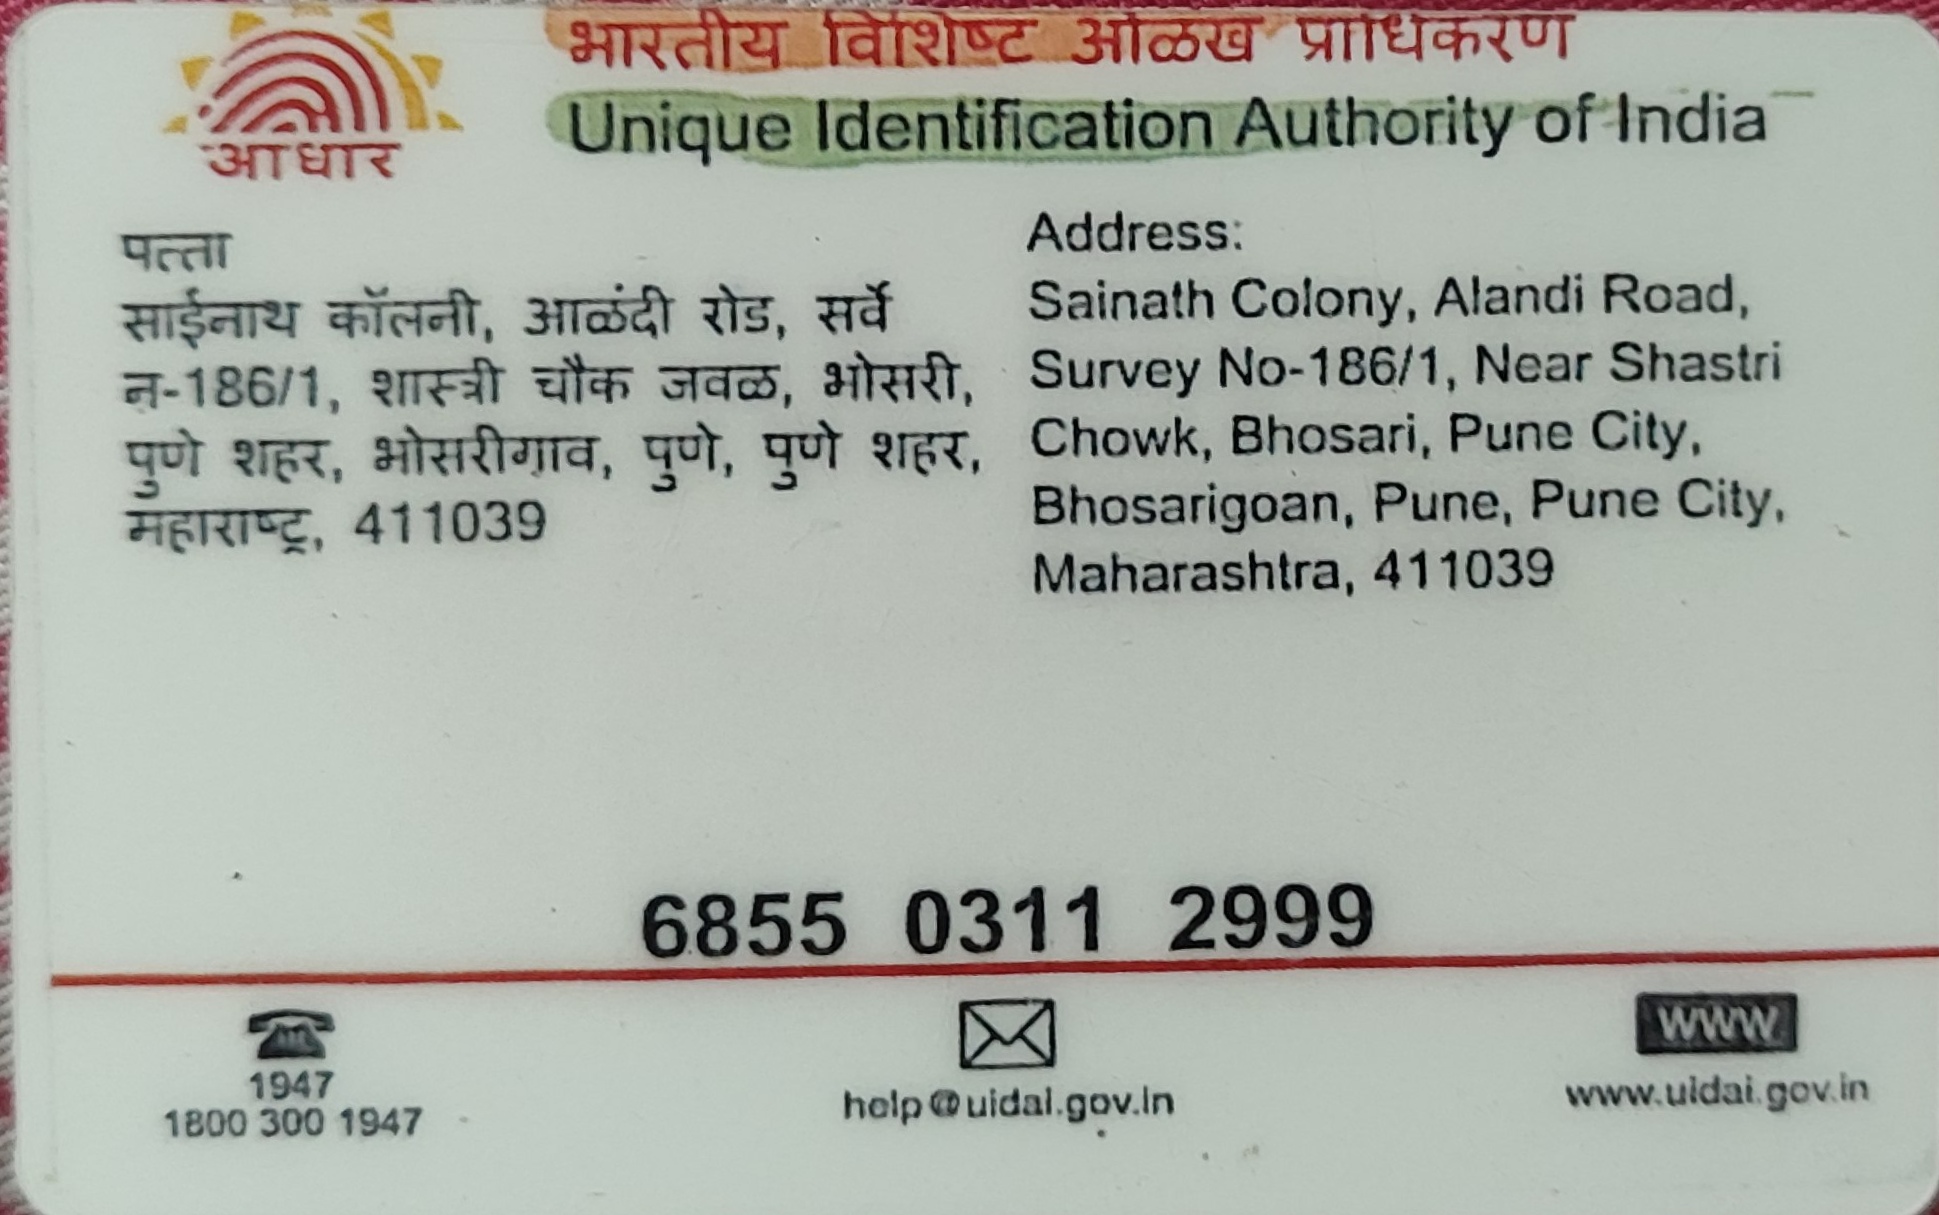 भारतीय विशिष्ट ओळख प्राधिकरण
Unique Identification Authority of India
आधार
पत्ता
साईनाथ कॉलनी, आळंदी रोड, सर्वे
न-186/1, शास्त्री चौक जवळ, भोसरी,
पुणे शहर, भोसरीगाव, पुणे, पुणे शहर,
महाराष्ट्र, 411039
Address:
Sainath Colony, Alandi Road,
Survey No-186/1, Near Shastri
Chowk, Bhosari, Pune City,
Bhosarigoan, Pune, Pune City,
Maharashtra, 411039
6855 0311 2999
1947
1800 300 1947
help@uidai.gov.in
WWW
www.uidai.gov.in